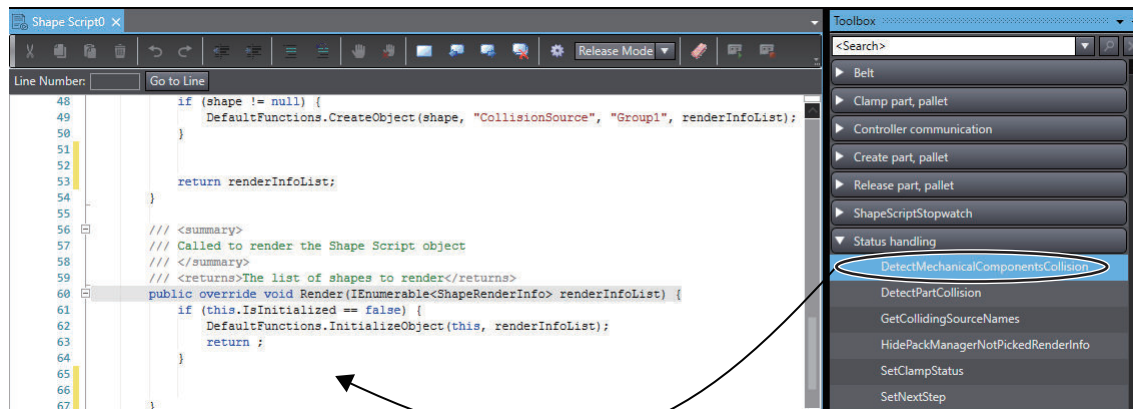 Shape Script0
Release Mode
Line Number: Go to Line
48 if (shape != null) {
49 DefaultFunctions.CreateObject(shape, "CollisionSource", "Group1", renderInfoList);
50 }
51
52
53 return renderInfoList;
54 }
55
56 /// <summary>
57 /// Called to render the Shape Script object
58 /// </summary>
59 /// <returns>The list of shapes to render</returns>
60 public override void Render(IEnumerable<ShapeRenderInfo> renderInfoList) {
61 if (this.IsInitialized == false) {
62 DefaultFunctions.InitializeObject(this, renderInfoList);
63 return ;
64 }
65
66
67 }
Toolbox
<Search>
Belt
Clamp part, pallet
Controller communication
Create part, pallet
Release part, pallet
ShapeScriptStopwatch
Status handling
DetectMechanicalComponentsCollision
DetectPartCollision
GetCollidingSourceNames
HidePackManagerNotPickedRenderInfo
SetClampStatus
SetNextStep